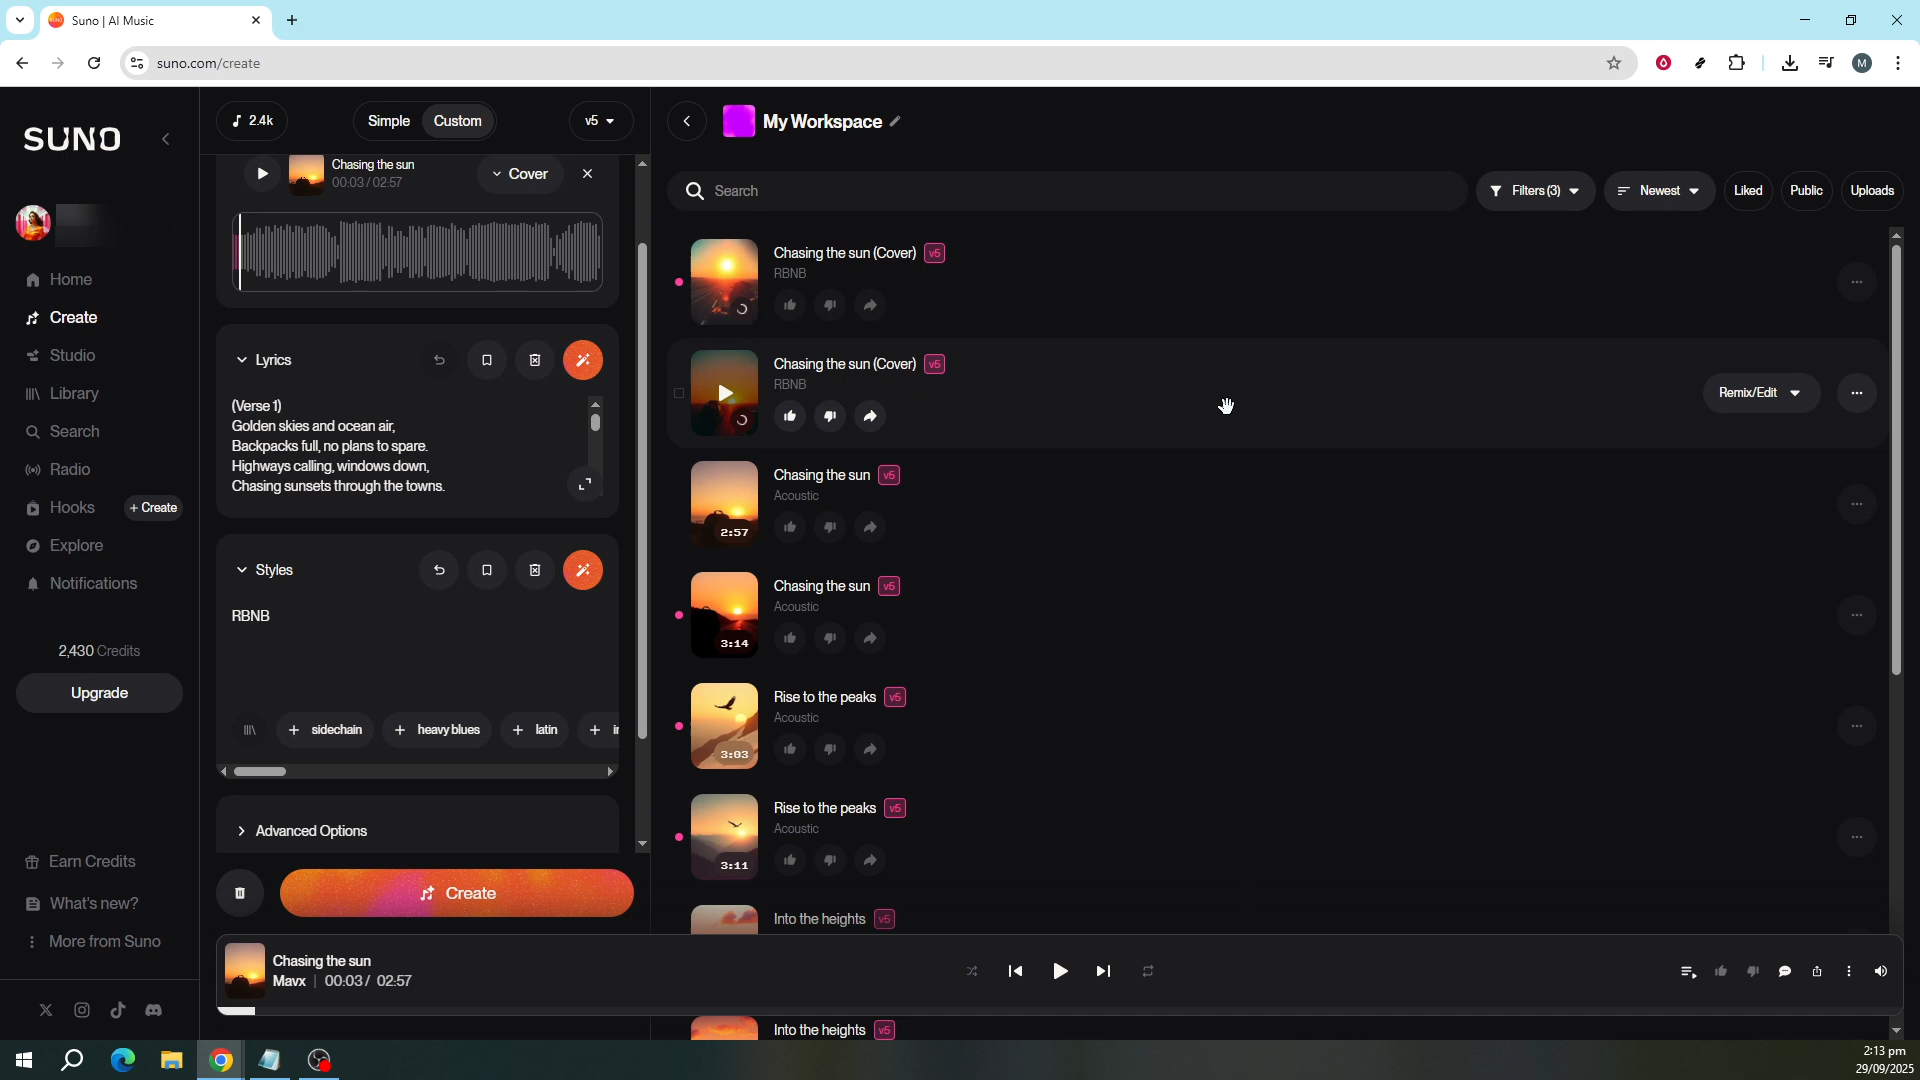 Suno | AI Music
suno.com/create
M
SUNO
2.4k
Simple
Custom
v5
My Workspace
Chasing the sun
00:03 / 02:57
Cover
Search
Filters (3)
Newest
Liked
Public
Uploads
Home
Create
Studio
Library
Search
Radio
Hooks
+ Create
Explore
Notifications
2,430 Credits
Upgrade
Earn Credits
What's new?
More from Suno
Lyrics
(Verse 1)
Golden skies and ocean air,
Backpacks full, no plans to spare.
Highways calling, windows down,
Chasing sunsets through the towns.
Styles
RBNB
+ sidechain
+ heavy blues
+ latin
+ ir
Advanced Options
Create
Chasing the sun (Cover) v5
RBNB
Chasing the sun (Cover) v5
RBNB
Remix/Edit
Chasing the sun v5
Acoustic
2:57
Chasing the sun v5
Acoustic
3:14
Rise to the peaks v5
Acoustic
3:03
Rise to the peaks v5
Acoustic
3:11
Into the heights v5
Chasing the sun
Mavx | 00:03 / 02:57
Into the heights v5
2:13 pm
29/09/2025